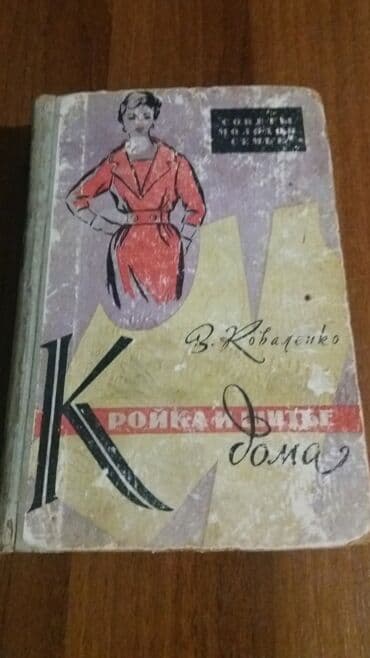 СОВЕТЫ
МОЛОДОЙ
СЕМЬЕ
В. Коваленко
КРОЙКА И ШИТЬЕ
дома